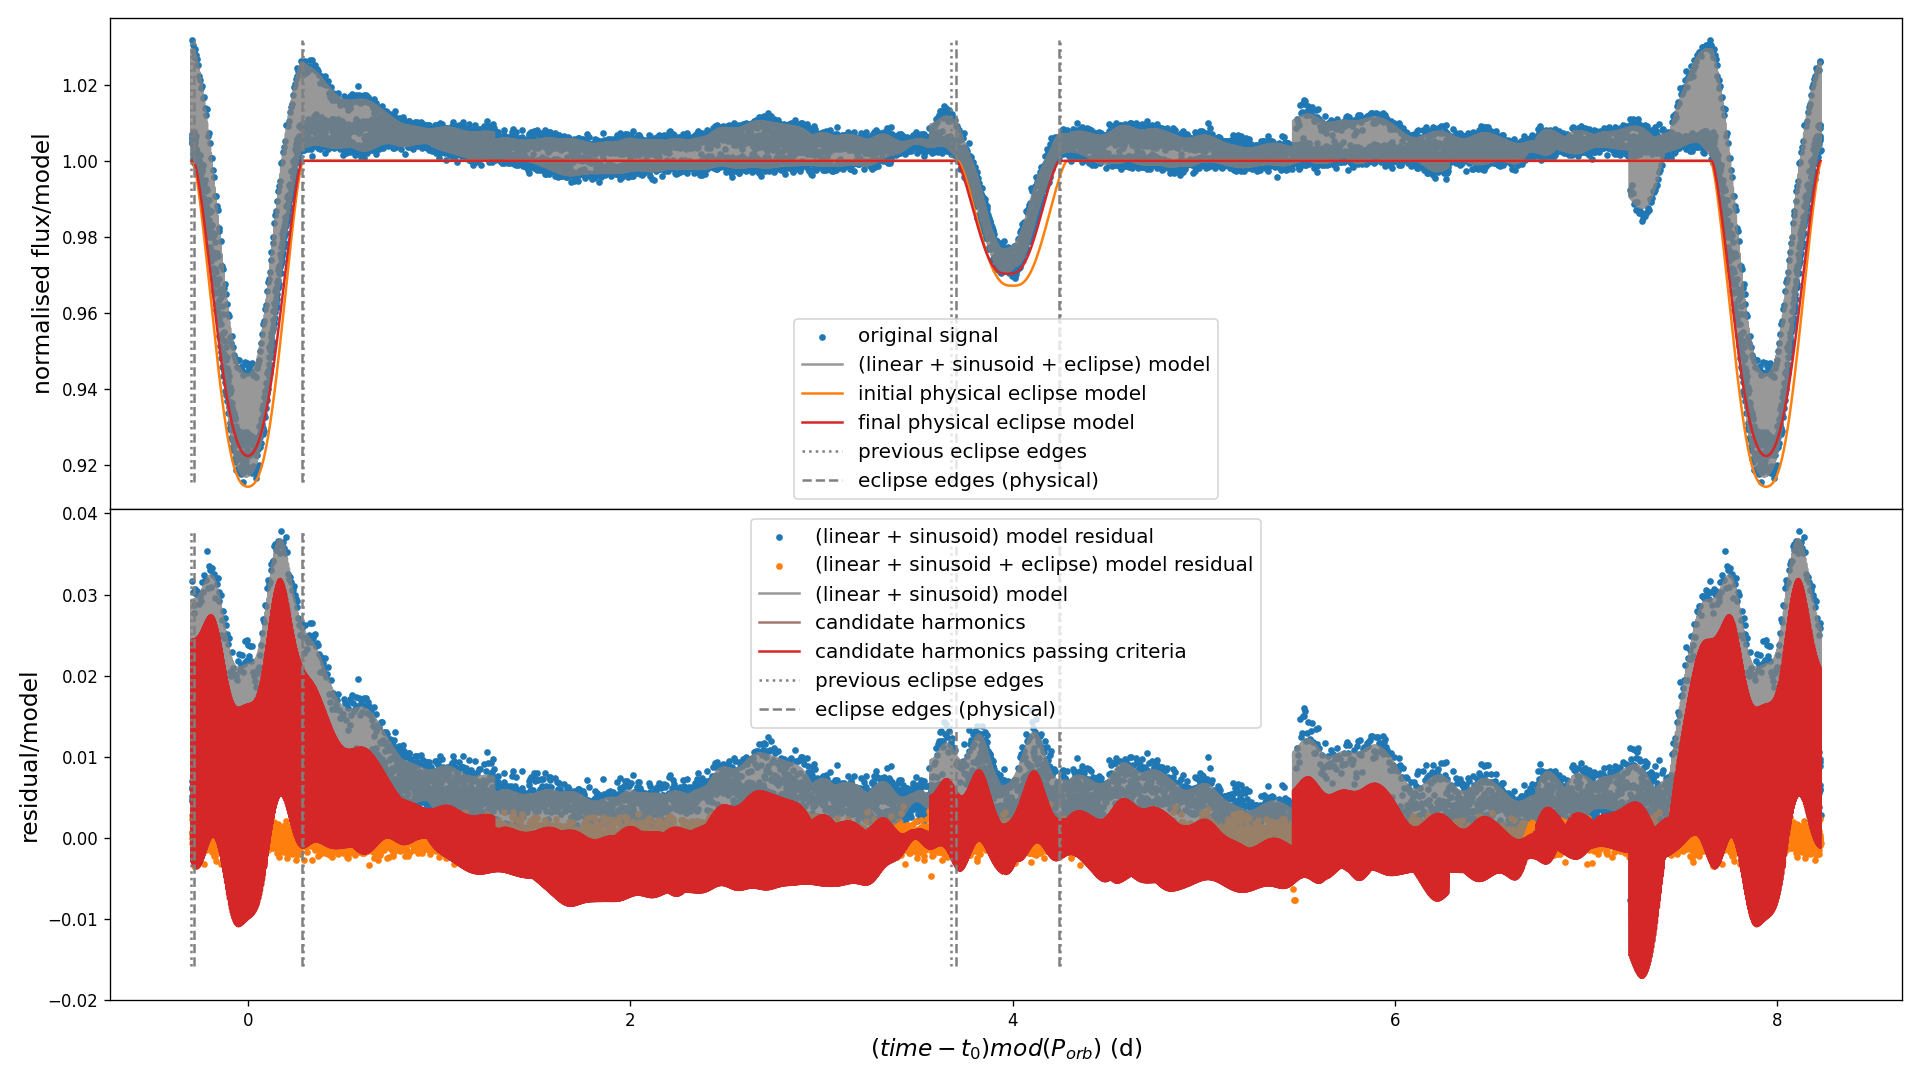 1.02
1.00
0.98
0.96
0.94
0.92
normalised flux/model
original signal
(linear + sinusoid + eclipse) model
initial physical eclipse model
final physical eclipse model
previous eclipse edges
eclipse edges (physical)
0.04
0.03
0.02
0.01
0.00
−0.01
−0.02
residual/model
(linear + sinusoid) model residual
(linear + sinusoid + eclipse) model residual
(linear + sinusoid) model
candidate harmonics
candidate harmonics passing criteria
previous eclipse edges
eclipse edges (physical)
0 2 4 6 8
(time − t₀)mod(Pₒᵣb) (d)